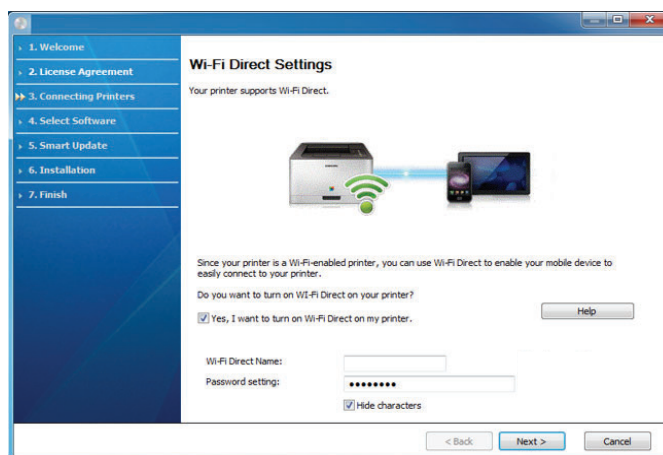 1. Welcome
2. License Agreement
3. Connecting Printers
4. Select Software
5. Smart Update
6. Installation
7. Finish
Wi-Fi Direct Settings
Your printer supports Wi-Fi Direct.
SAMSUNG
Since your printer is a Wi-Fi-enabled printer, you can use Wi-Fi Direct to enable your mobile device to
easily connect to your printer.
Do you want to turn on WI-Fi Direct on your printer?
Yes, I want to turn on Wi-Fi Direct on my printer.
Help
Wi-Fi Direct Name:
Password setting:
Hide characters
< Back
Next >
Cancel